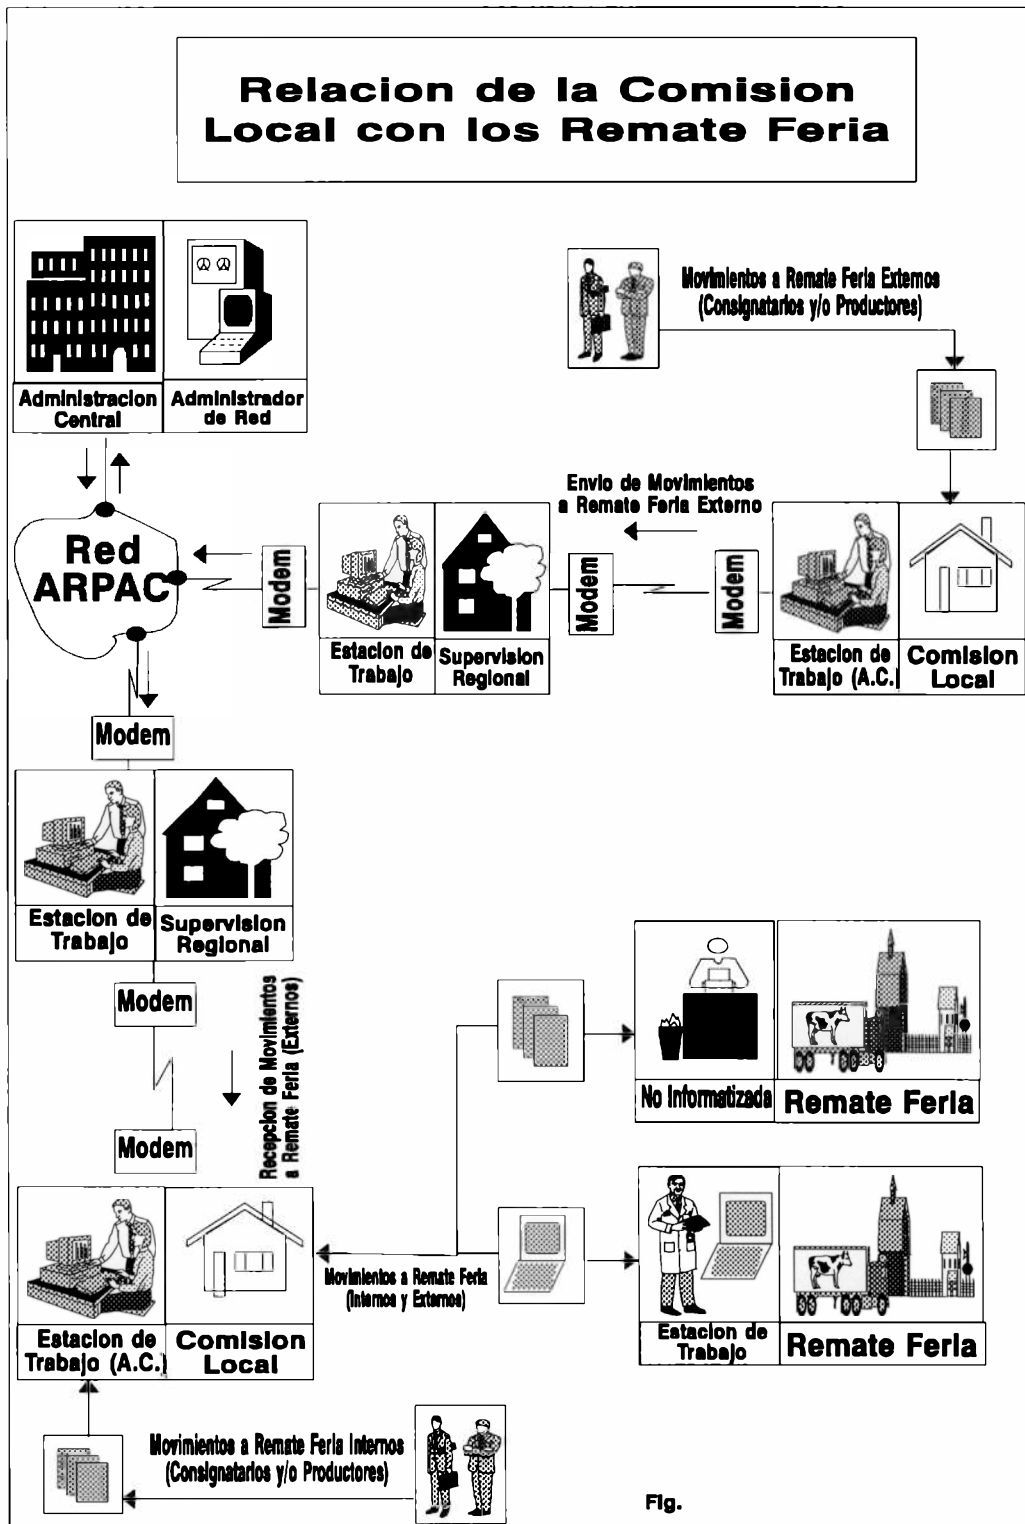 Relacion de la Comision
Local con los Remate Feria
Administracion
Central
Administrador
de Red
Movimientos a Remate Feria Externos
(Consignatarios y/o Productores)
Envio de Movimientos
a Remate Feria Externo
Red
ARPAC
Modem
Estacion de
Trabajo
Supervision
Regional
Modem
Modem
Estacion de
Trabajo (A.C.)
Comision
Local
Modem
Estacion de
Trabajo
Supervision
Regional
Modem
Recepcion de Movimientos
a Remate Feria (Externos)
Modem
No Informatizada
Remate Feria
Estacion de
Trabajo (A.C.)
Comision
Local
Movimientos a Remate Feria
(Internos y Externos)
Estacion de
Trabajo
Remate Feria
Movimientos a Remate Feria Internos
(Consignatarios y/o Productores)
Fig.